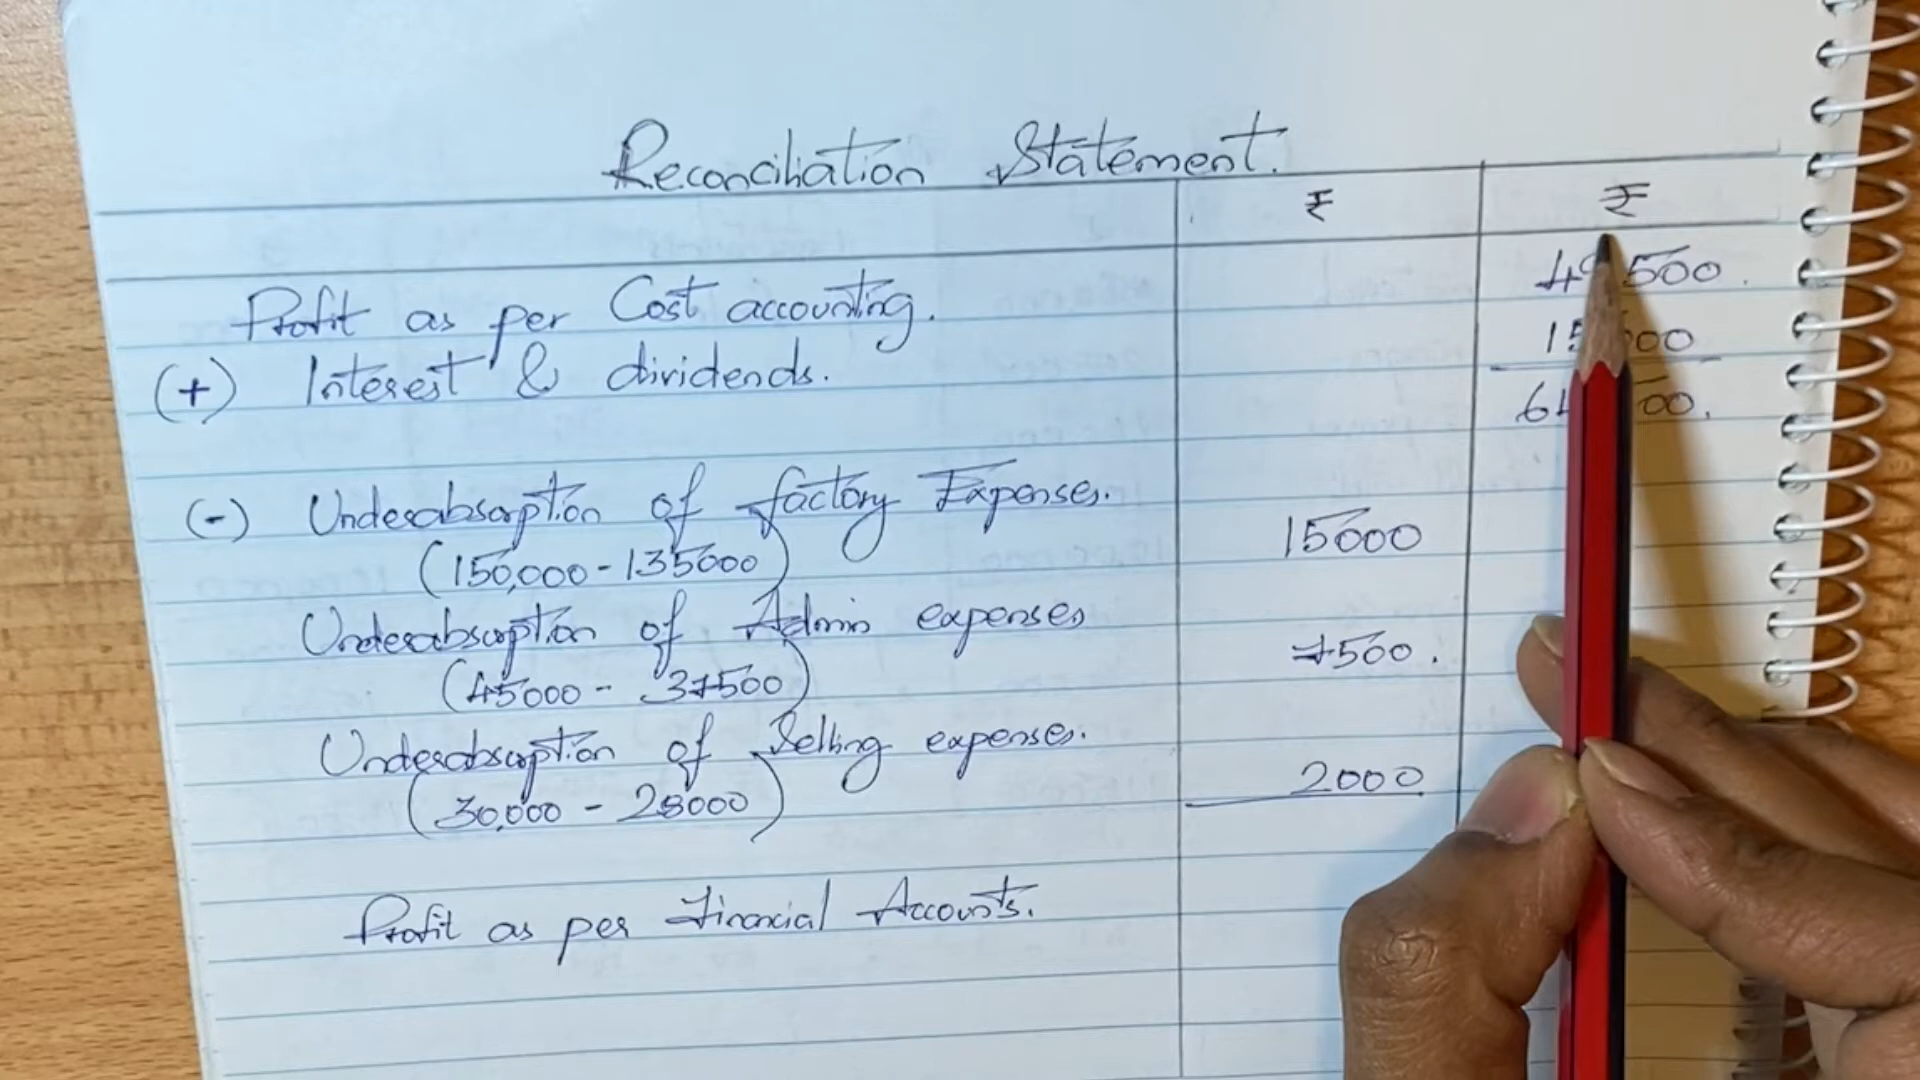 Reconciliation Statement.
₹ ₹
Profit as per Cost accounting. 500.
(+) Interest & dividends.
(-) Underabsorption of factory Expenses.
(150,000 - 135000) 15000
Underabsorption of Admin expenses
(45000 - 37500) 7500.
Underabsorption of Selling expenses.
(30,000 - 28000) 2000
Profit as per Financial Accounts.